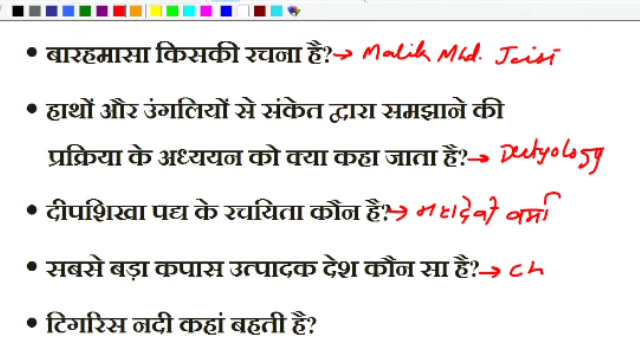 • बारहमासा किसकी रचना है? → Malik Mhd. Jaisi
• हाथों और उंगलियों से संकेत द्वारा समझाने की
प्रक्रिया के अध्ययन को क्या कहा जाता है? → Dectyology
• दीपशिखा पद्य के रचयिता कौन है? → महादेवी वर्मा
• सबसे बड़ा कपास उत्पादक देश कौन सा है? → Ch
• टिगरिस नदी कहां बहती है?